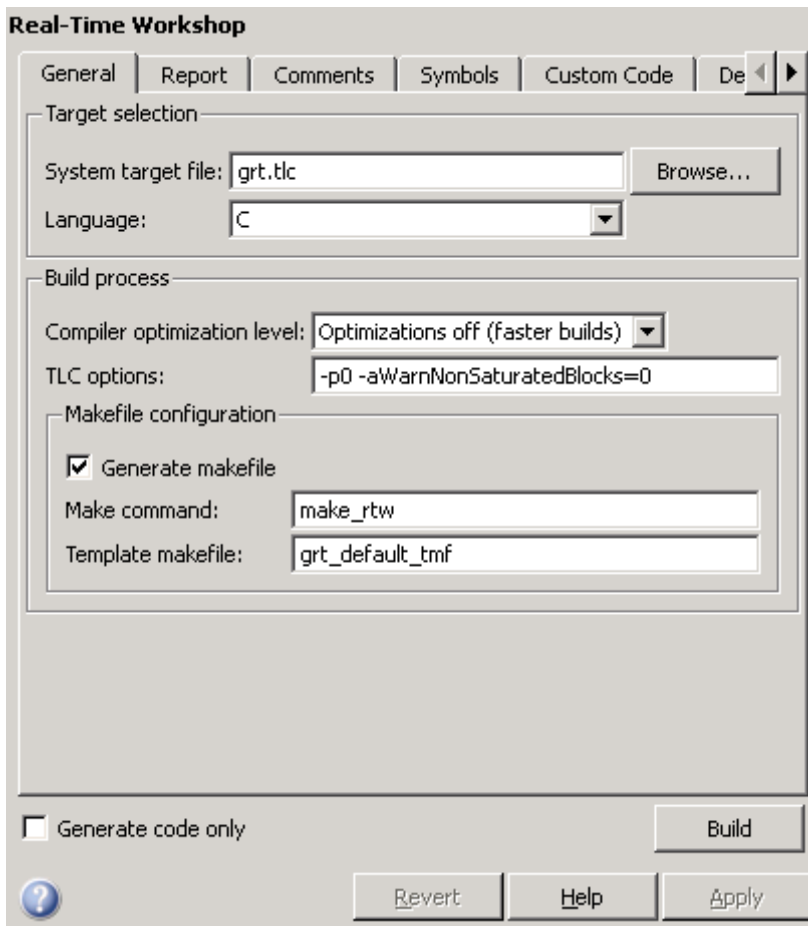 Real-Time Workshop
General Report Comments Symbols Custom Code De
Target selection
System target file: grt.tlc Browse...
Language: C
Build process
Compiler optimization level: Optimizations off (faster builds)
TLC options: -p0 -aWarnNonSaturatedBlocks=0
Makefile configuration
Generate makefile
Make command: make_rtw
Template makefile: grt_default_tmf
Generate code only Build
? Revert Help Apply